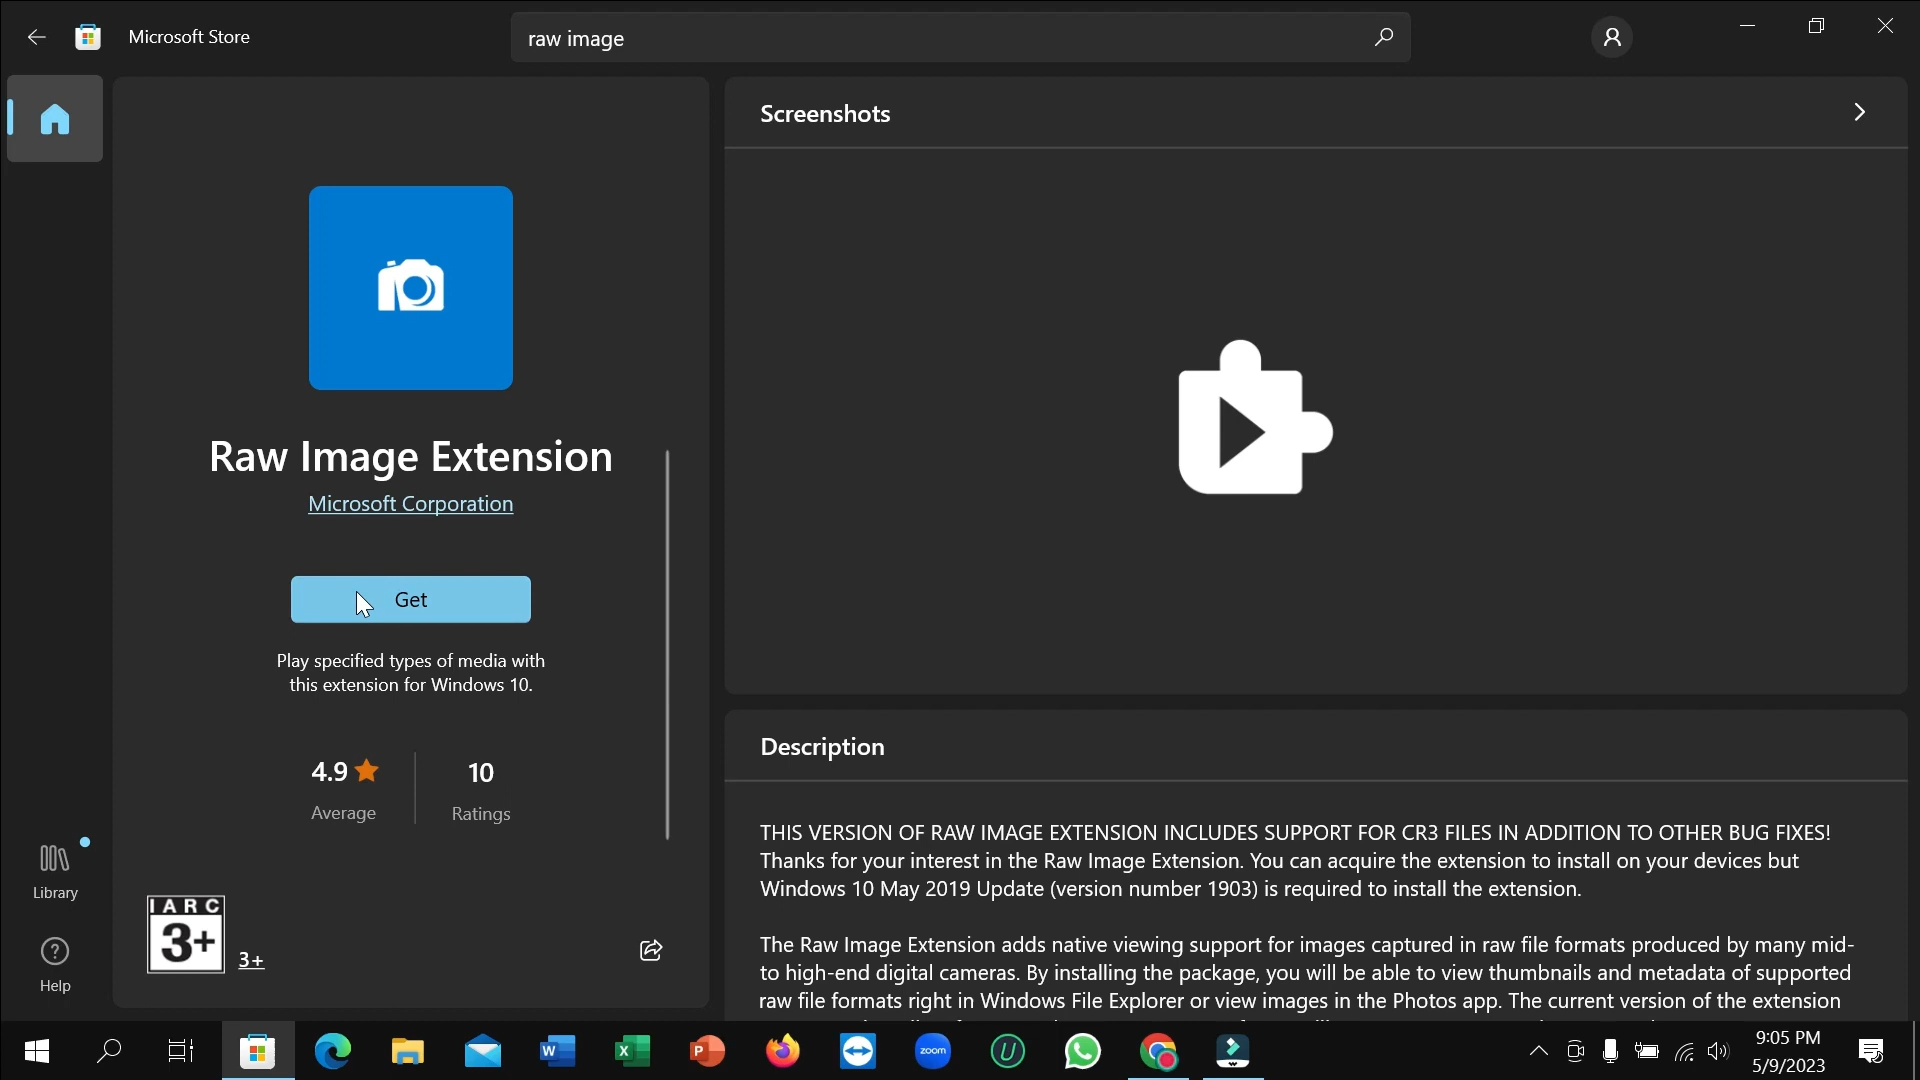 Microsoft Store
raw image
Screenshots
Raw Image Extension
Microsoft Corporation
Get
Play specified types of media with
this extension for Windows 10.
4.9
10
Average
Ratings
IARC
3+
3+
Library
Help
Description
THIS VERSION OF RAW IMAGE EXTENSION INCLUDES SUPPORT FOR CR3 FILES IN ADDITION TO OTHER BUG FIXES!
Thanks for your interest in the Raw Image Extension. You can acquire the extension to install on your devices but
Windows 10 May 2019 Update (version number 1903) is required to install the extension.
The Raw Image Extension adds native viewing support for images captured in raw file formats produced by many mid-
to high-end digital cameras. By installing the package, you will be able to view thumbnails and metadata of supported
raw file formats right in Windows File Explorer or view images in the Photos app. The current version of the extension
W
X
P
zoom
U
9:05 PM
5/9/2023